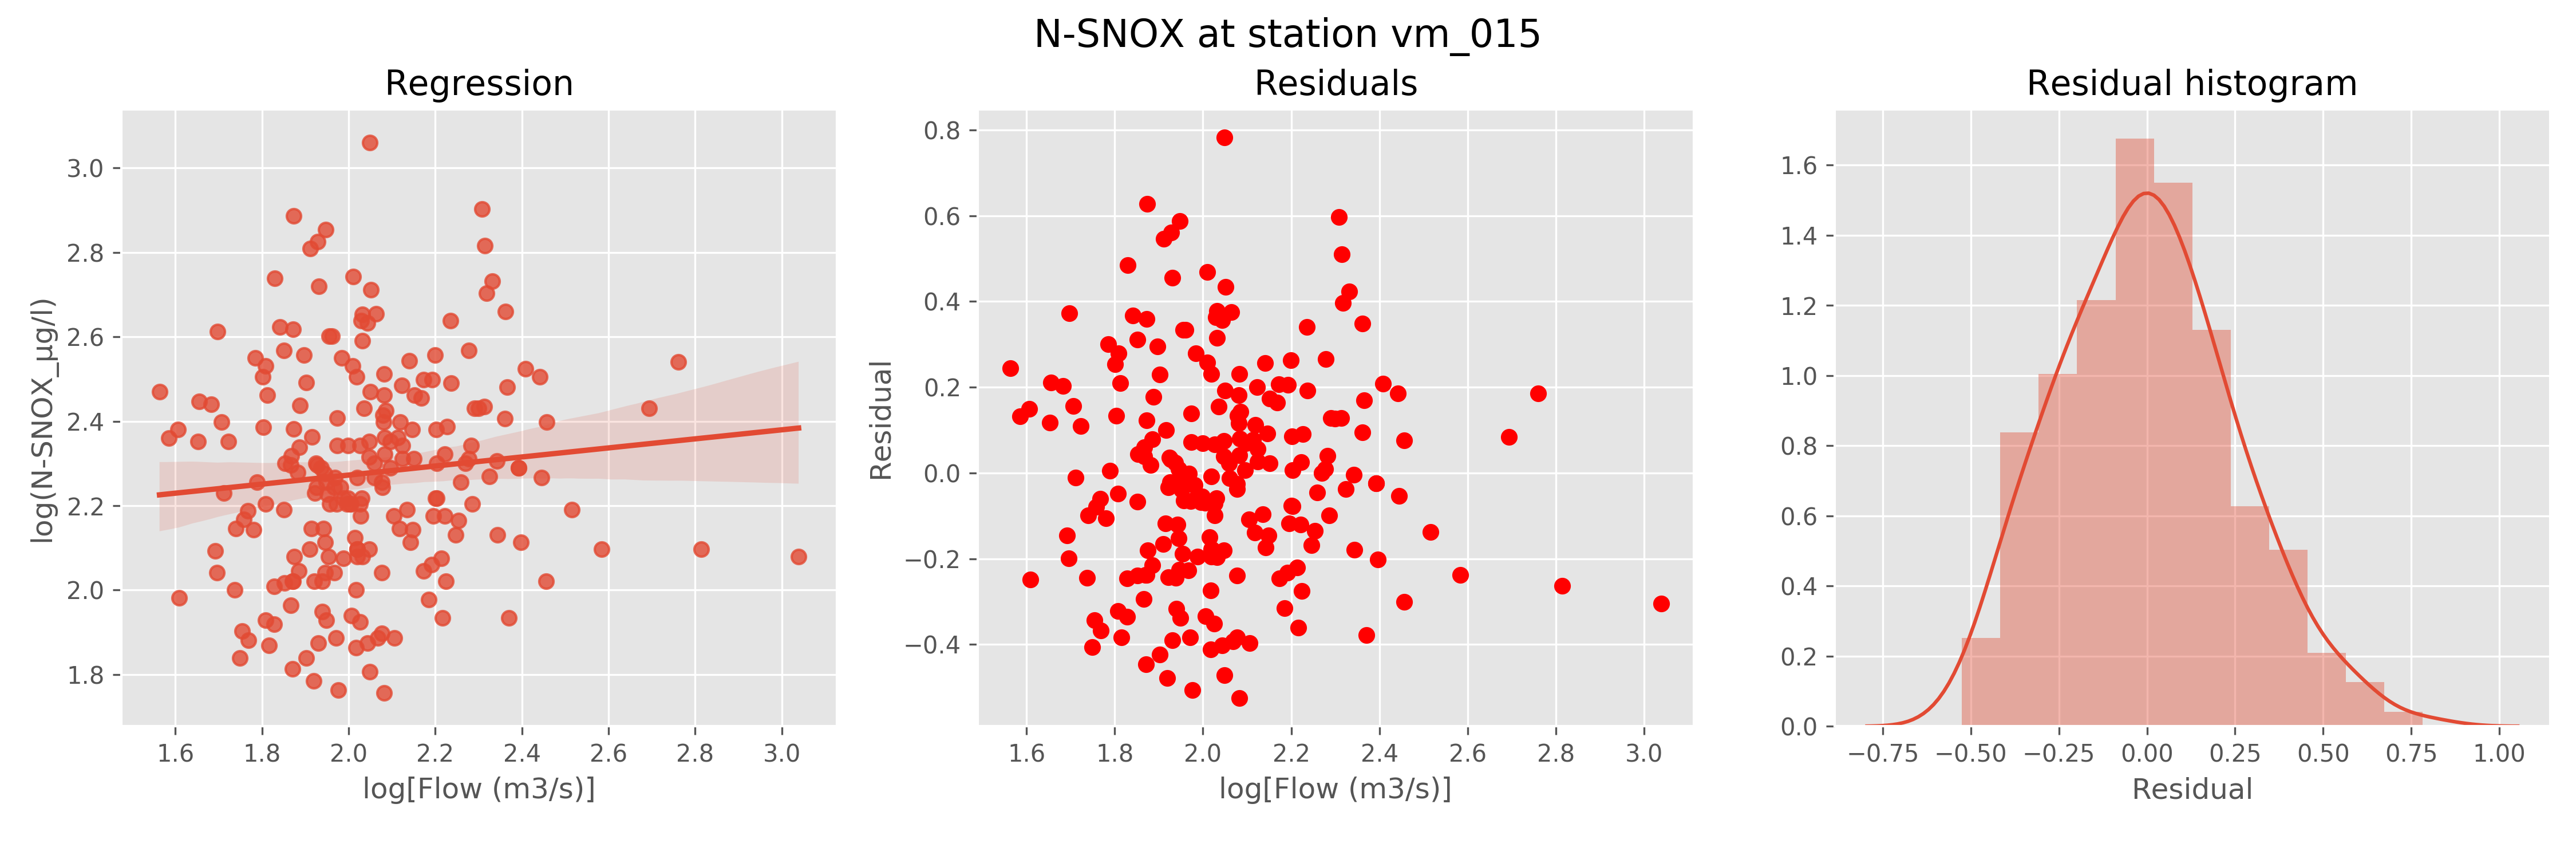 N-SNOX at station vm_015
Regression
3.0
2.8
2.6
2.4
2.2
2.0
1.8
log(N-SNOX_µg/l)
1.6 1.8 2.0 2.2 2.4 2.6 2.8 3.0
log[Flow (m3/s)]
Residuals
0.8
0.6
0.4
0.2
0.0
−0.2
−0.4
Residual
1.6 1.8 2.0 2.2 2.4 2.6 2.8 3.0
log[Flow (m3/s)]
Residual histogram
1.6
1.4
1.2
1.0
0.8
0.6
0.4
0.2
0.0
−0.75 −0.50 −0.25 0.00 0.25 0.50 0.75 1.00
Residual